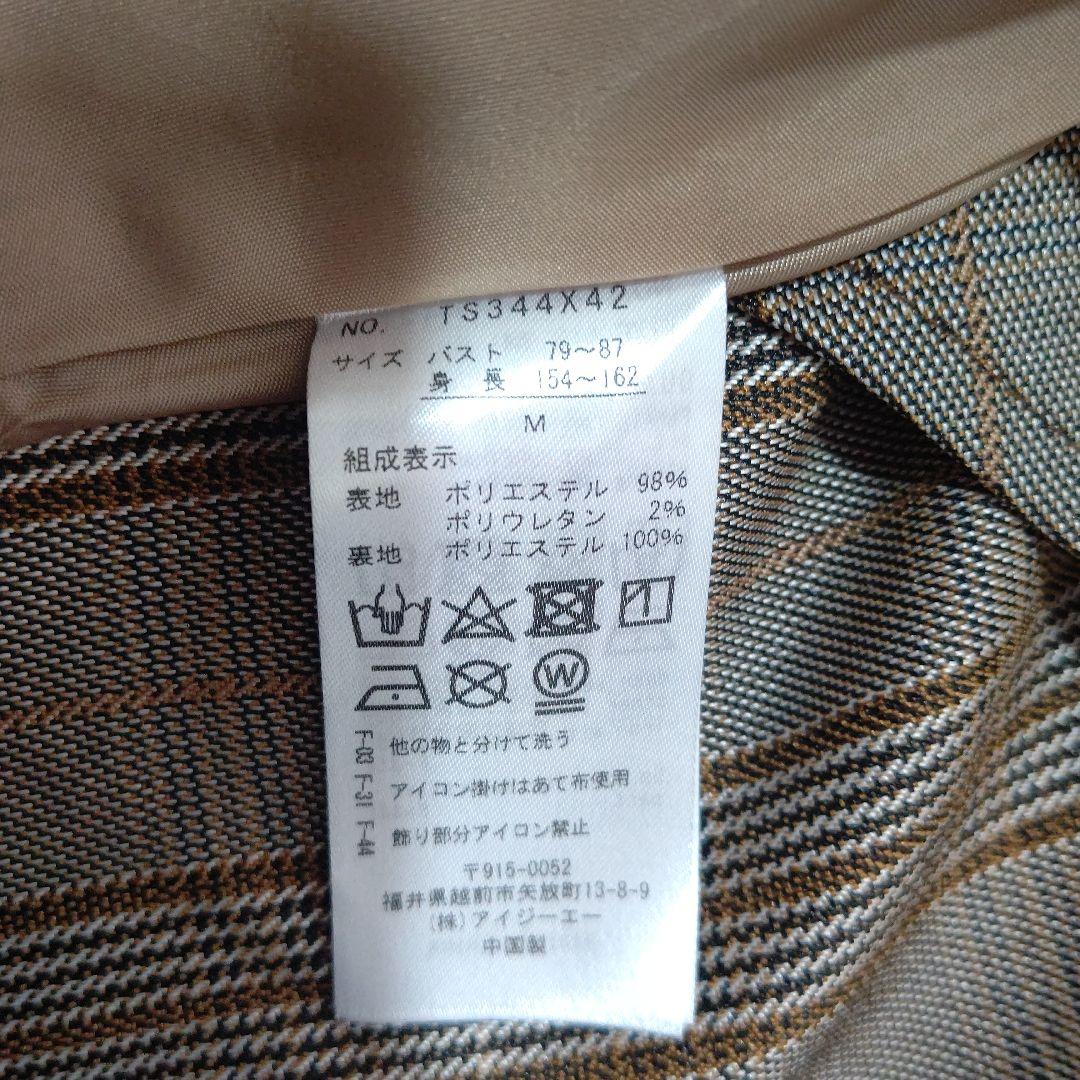 NO. TS344X42
サイズ バスト 79～87
身長 154～162
M
組成表示
表地 ポリエステル 98%
ポリウレタン 2%
裏地 ポリエステル 100%
W
F-03 他の物と分けて洗う
F-31 アイロン掛けはあて布使用
F-44 飾り部分アイロン禁止
〒915-0052
福井県越前市矢放町13-8-9
(株)アイジーエー
中国製